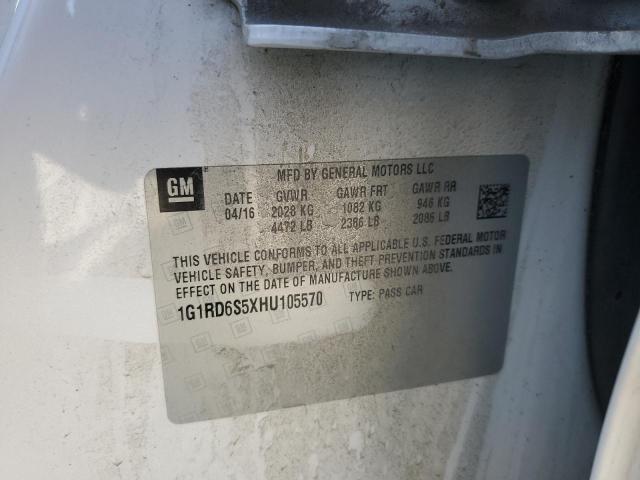 GM
MFD BY GENERAL MOTORS LLC
DATE GVWR GAWR FRT GAWR RR
04/16 2028 KG 1082 KG 946 KG
4472 LB 2386 LB 2086 LB
THIS VEHICLE CONFORMS TO ALL APPLICABLE U.S. FEDERAL MOTOR
VEHICLE SAFETY, BUMPER, AND THEFT PREVENTION STANDARDS IN
EFFECT ON THE DATE OF MANUFACTURE SHOWN ABOVE.
1G1RD6S5XHU105570 TYPE: PASS CAR